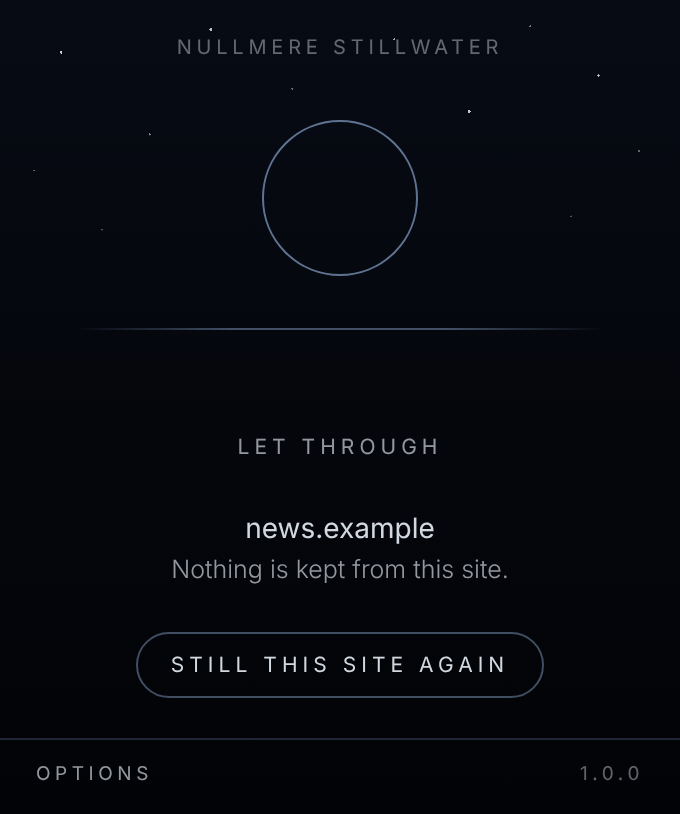 NULLMERE STILLWATER
LET THROUGH
news.example
Nothing is kept from this site.
STILL THIS SITE AGAIN
OPTIONS
1.0.0